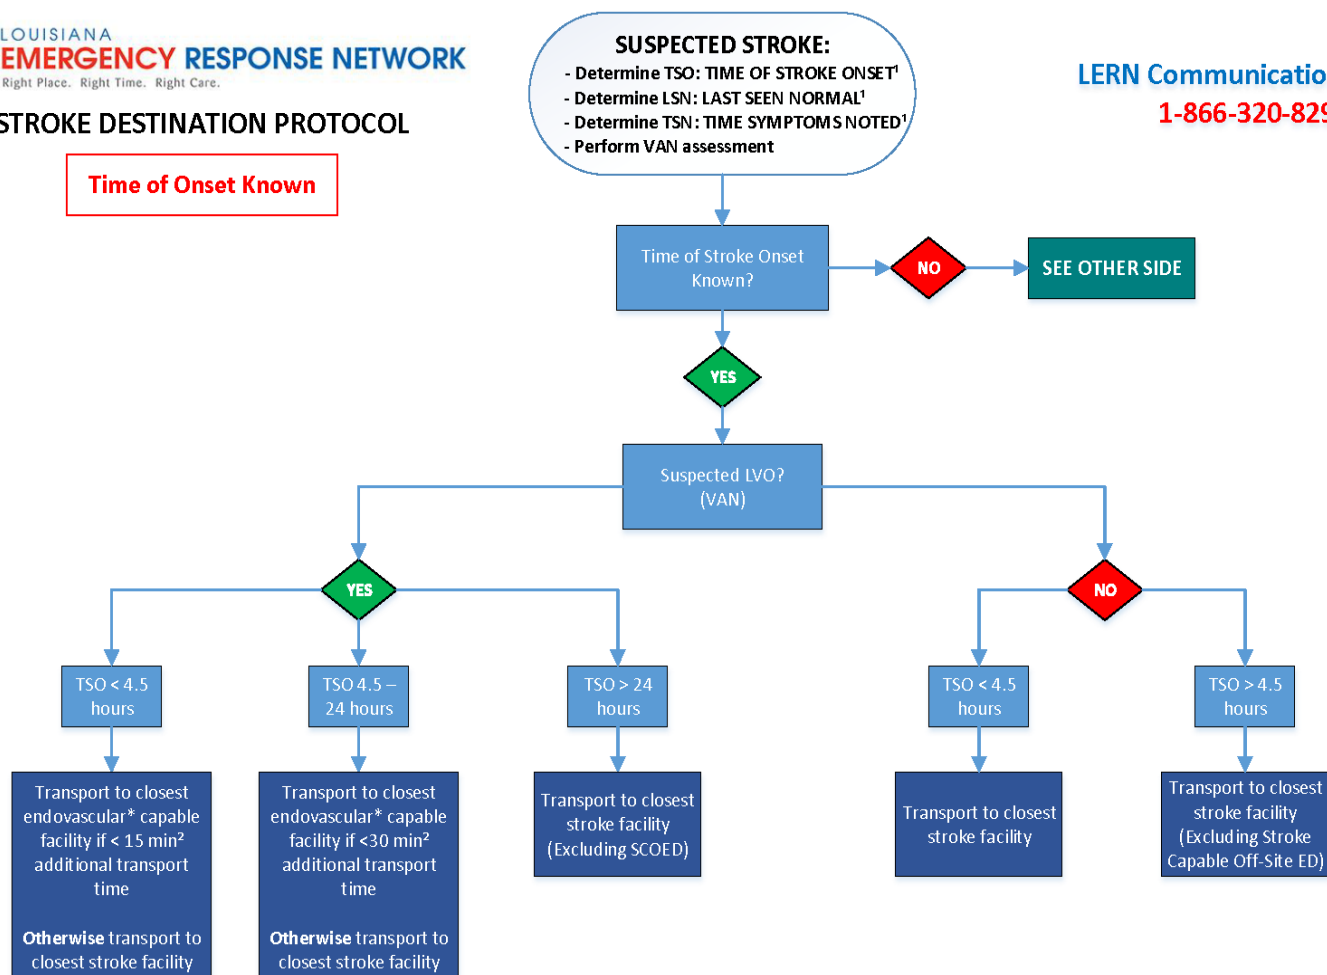 LOUISIANA
EMERGENCY RESPONSE NETWORK
Right Place. Right Time. Right Care.
STROKE DESTINATION PROTOCOL
Time of Onset Known
SUSPECTED STROKE:
- Determine TSO: TIME OF STROKE ONSET¹
- Determine LSN: LAST SEEN NORMAL¹
- Determine TSN: TIME SYMPTOMS NOTED¹
- Perform VAN assessment
LERN Communicatio
1-866-320-829
Time of Stroke Onset
Known?
NO
SEE OTHER SIDE
YES
Suspected LVO?
(VAN)
YES
NO
TSO < 4.5
hours
TSO 4.5 –
24 hours
TSO > 24
hours
TSO < 4.5
hours
TSO > 4.5
hours
Transport to closest
endovascular* capable
facility if < 15 min²
additional transport
time
Otherwise transport to
closest stroke facility
Transport to closest
endovascular* capable
facility if <30 min²
additional transport
time
Otherwise transport to
closest stroke facility
Transport to closest
stroke facility
(Excluding SCOED)
Transport to closest
stroke facility
Transport to closest
stroke facility
(Excluding Stroke
Capable Off-Site ED)